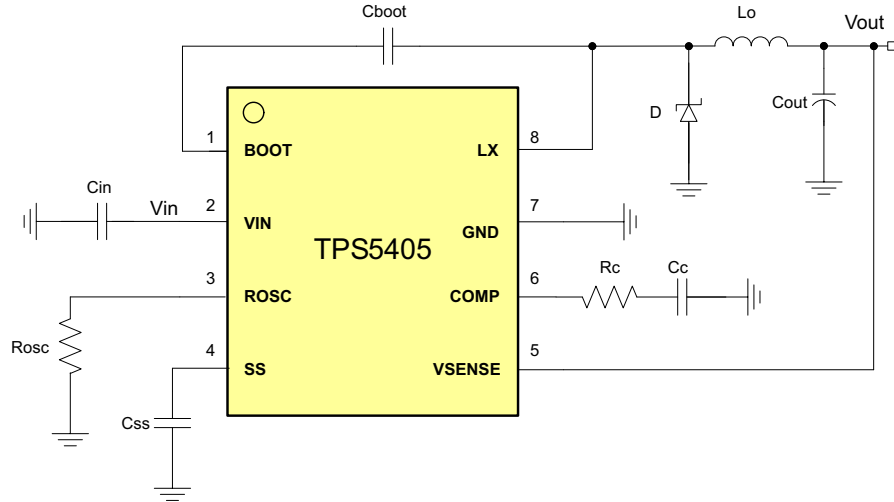 Cboot
Lo
Vout
D
Cout
1
BOOT
LX
8
Cin
Vin
2
VIN
7
GND
TPS5405
3
ROSC
COMP
6
Rc
Cc
Rosc
4
SS
VSENSE
5
Css